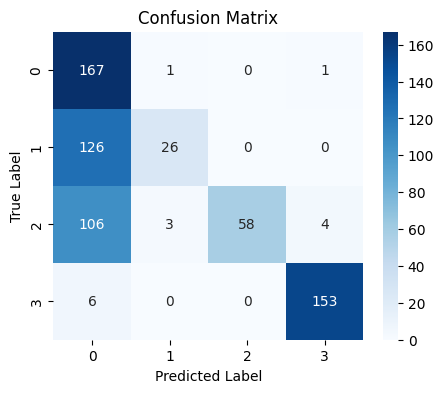 Confusion Matrix
True Label
0 167 1 0 1
1 126 26 0 0
2 106 3 58 4
3 6 0 0 153
0 1 2 3
Predicted Label
160
140
120
100
80
60
40
20
0